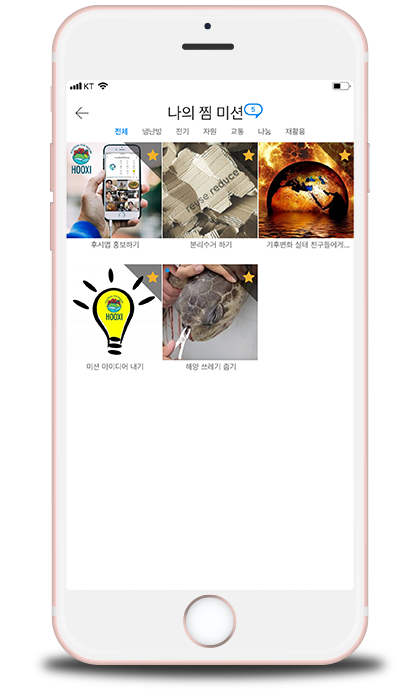 KT
나의 찜 미션 5
전체 냉난방 전기 자원 교통 나눔 재활용
HOOXI
reuse reduce
후시앱 홍보하기 분리수거 하기 기후변화 실태 친구들에게...
HOOXI
미션 아이디어 내기 해양 쓰레기 줍기